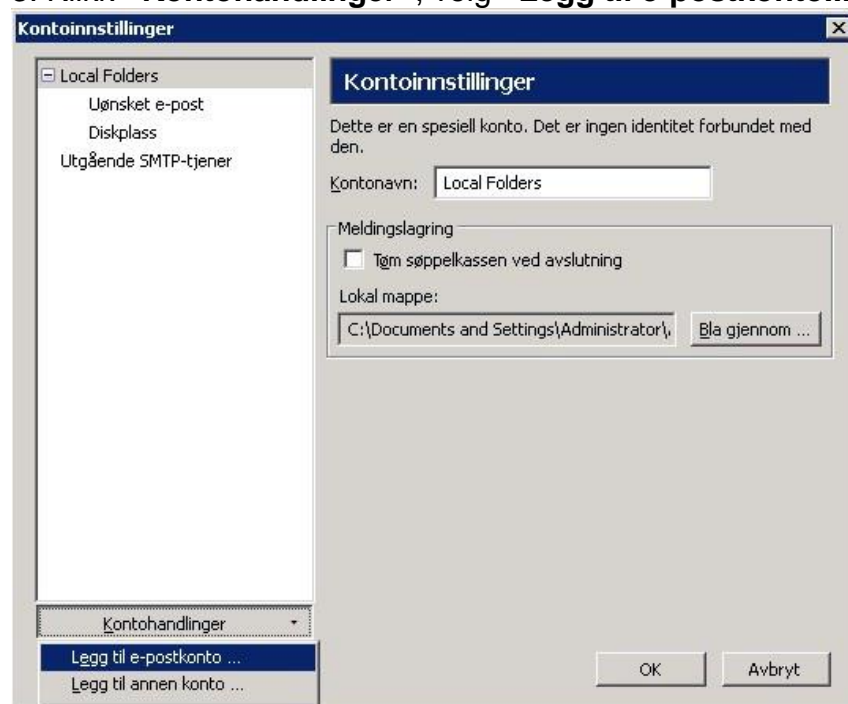 Kontoinnstillinger
Local Folders
Uønsket e-post
Diskplass
Utgående SMTP-tjener
Kontoinnstillinger
Dette er en spesiell konto. Det er ingen identitet forbundet med
den.
Kontonavn: Local Folders
Meldingslagring
Tøm søppelkassen ved avslutning
Lokal mappe:
C:\Documents and Settings\Administrator\
Bla gjennom ...
Kontohandlinger
Legg til e-postkonto ...
Legg til annen konto ...
OK
Avbryt